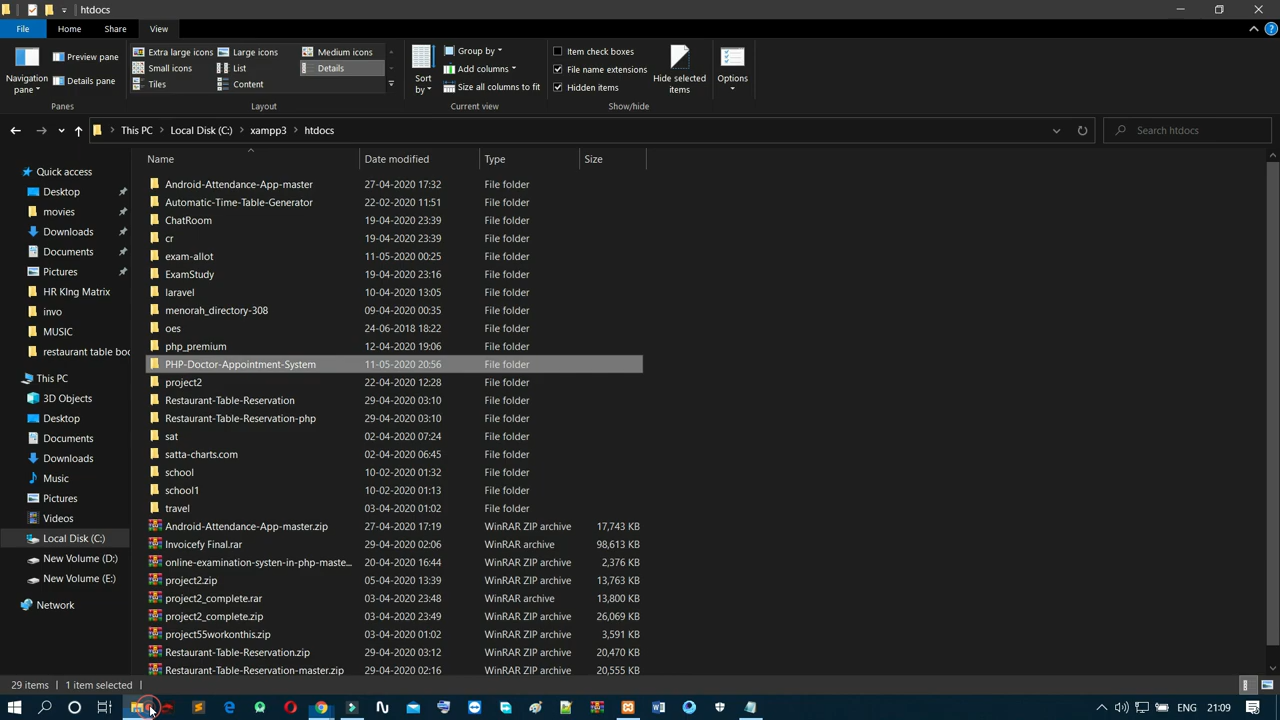 htdocs
File Home Share View
Navigation pane
Preview pane
Details pane
Panes
Extra large icons Large icons Medium icons
Small icons List Details
Tiles Content
Layout
Sort by
Group by
Add columns
Size all columns to fit
Current view
Item check boxes
File name extensions
Hidden items
Hide selected items
Show/hide
Options
This PC > Local Disk (C:) > xampp3 > htdocs
Search htdocs
Quick access
Desktop
movies
Downloads
Documents
Pictures
HR KIng Matrix
invo
MUSIC
restaurant table boo
This PC
3D Objects
Desktop
Documents
Downloads
Music
Pictures
Videos
Local Disk (C:)
New Volume (D:)
New Volume (E:)
Network
Name Date modified Type Size
Android-Attendance-App-master 27-04-2020 17:32 File folder
Automatic-Time-Table-Generator 22-02-2020 11:51 File folder
ChatRoom 19-04-2020 23:39 File folder
cr 19-04-2020 23:39 File folder
exam-allot 11-05-2020 00:25 File folder
ExamStudy 19-04-2020 23:16 File folder
laravel 10-04-2020 13:05 File folder
menorah_directory-308 09-04-2020 00:35 File folder
oes 24-06-2018 18:22 File folder
php_premium 12-04-2020 19:06 File folder
PHP-Doctor-Appointment-System 11-05-2020 20:56 File folder
project2 22-04-2020 12:28 File folder
Restaurant-Table-Reservation 29-04-2020 03:10 File folder
Restaurant-Table-Reservation-php 29-04-2020 03:10 File folder
sat 02-04-2020 07:24 File folder
satta-charts.com 02-04-2020 06:45 File folder
school 10-02-2020 01:32 File folder
school1 10-02-2020 01:13 File folder
travel 03-04-2020 01:02 File folder
Android-Attendance-App-master.zip 27-04-2020 17:19 WinRAR ZIP archive 17,743 KB
Invoicefy Final.rar 29-04-2020 02:06 WinRAR archive 98,613 KB
online-examination-systen-in-php-maste... 20-04-2020 16:44 WinRAR ZIP archive 2,376 KB
project2.zip 05-04-2020 13:39 WinRAR ZIP archive 13,763 KB
project2_complete.rar 03-04-2020 23:48 WinRAR archive 13,800 KB
project2_complete.zip 03-04-2020 23:49 WinRAR ZIP archive 26,069 KB
project55workonthis.zip 03-04-2020 01:02 WinRAR ZIP archive 3,591 KB
Restaurant-Table-Reservation.zip 29-04-2020 03:12 WinRAR ZIP archive 20,470 KB
Restaurant-Table-Reservation-master.zip 29-04-2020 02:16 WinRAR ZIP archive 20,555 KB
29 items 1 item selected
ENG 21:09